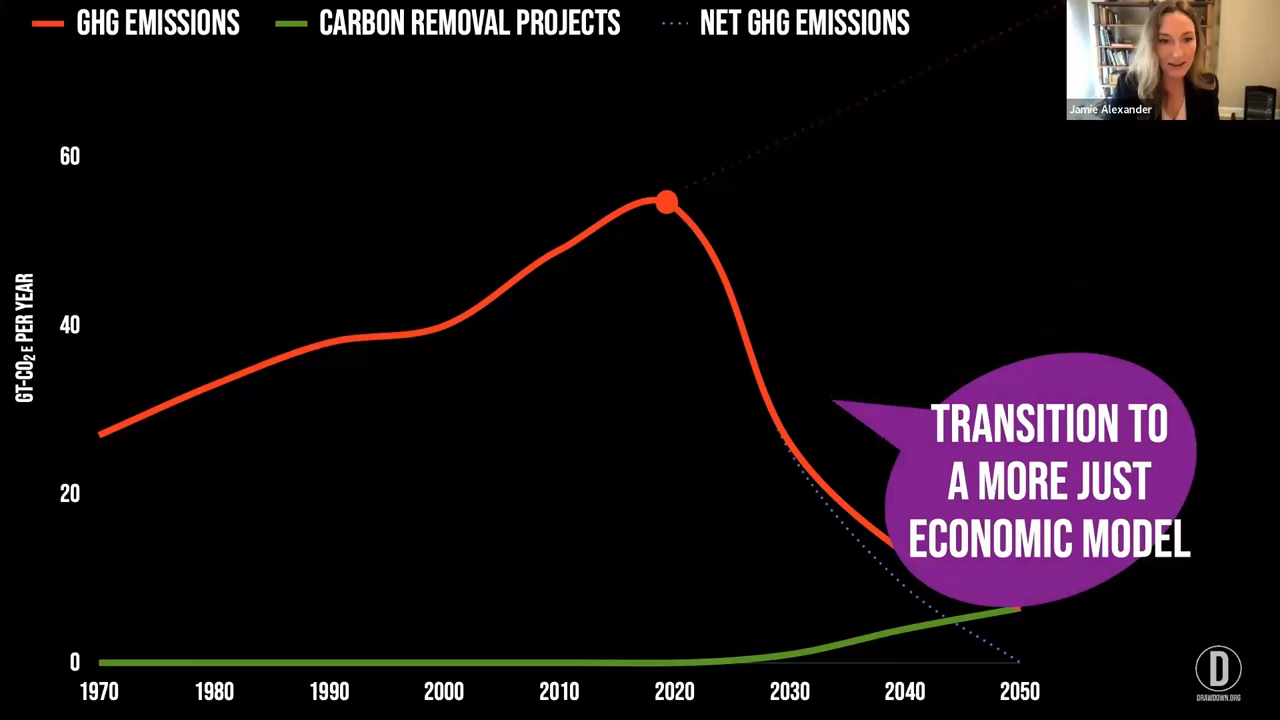 GHG EMISSIONS
CARBON REMOVAL PROJECTS
NET GHG EMISSIONS
Jamie Alexander
60
40
20
0
GT-CO2E PER YEAR
TRANSITION TO
A MORE JUST
ECONOMIC MODEL
1970 1980 1990 2000 2010 2020 2030 2040 2050
D
DRAWDOWN.ORG